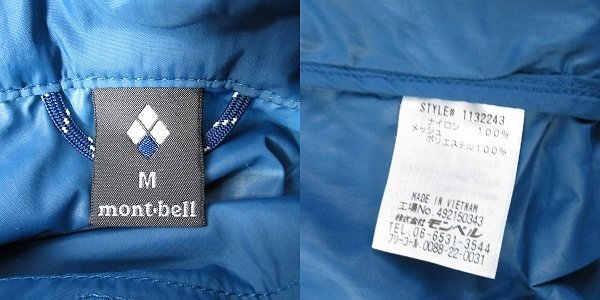 M
mont·bell
STYLE# 1132243
ナイロン 100%
メッシュ
ポリエステル100%
MADE IN VIETNAM
工場No. 492150343
株式会社モンベル
TEL. 06-6531-3544
フリーコール:0088-22-0031